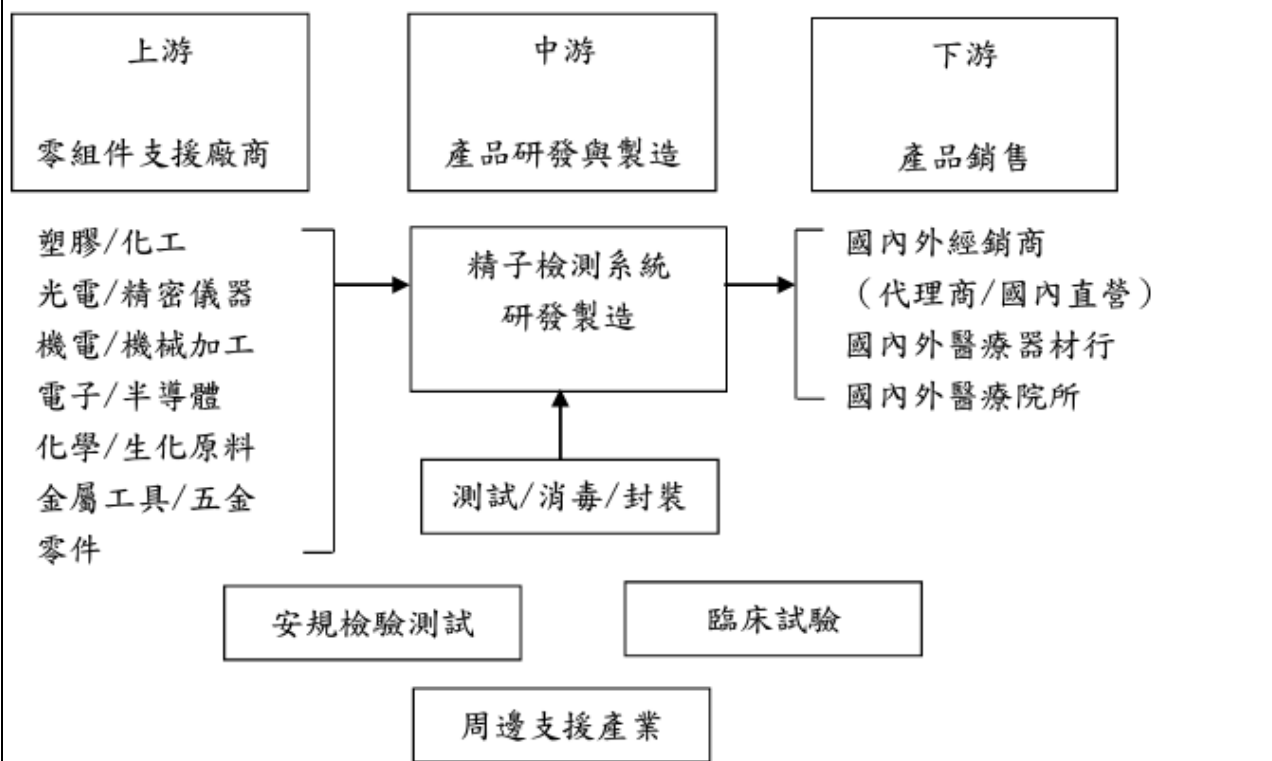 上游
零組件支援廠商
中游
產品研發與製造
下游
產品銷售
塑膠/化工
光電/精密儀器
機電/機械加工
電子/半導體
化學/生化原料
金屬工具/五金
零件
精子檢測系統
研發製造
測試/消毒/封裝
國內外經銷商
（代理商/國內直營）
國內外醫療器材行
國內外醫療院所
安規檢驗測試
臨床試驗
周邊支援產業